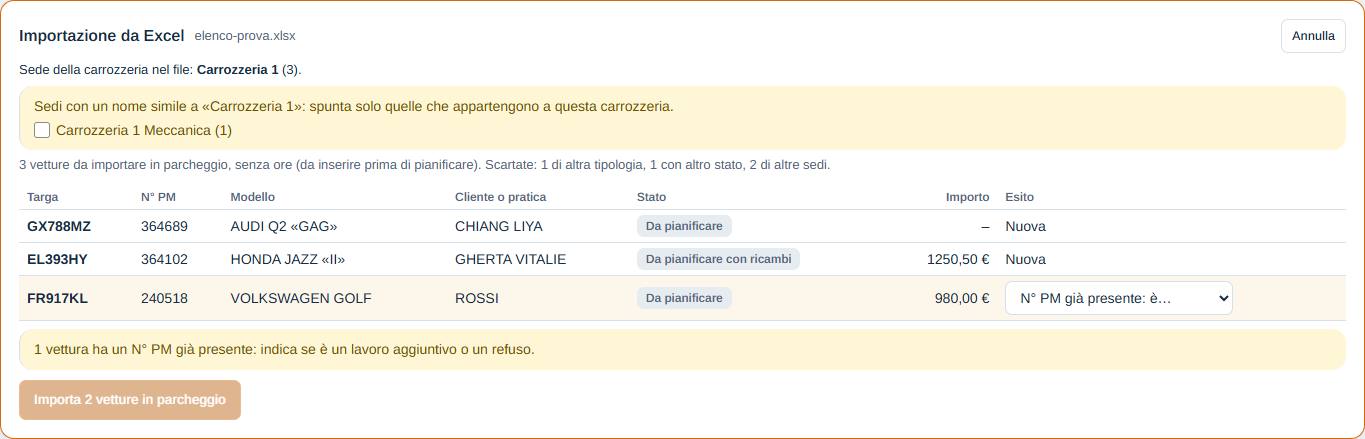 Importazione da Excel elenco-prova.xlsx Annulla
Sede della carrozzeria nel file: Carrozzeria 1 (3).
Sedi con un nome simile a «Carrozzeria 1»: spunta solo quelle che appartengono a questa carrozzeria.
Carrozzeria 1 Meccanica (1)
3 vetture da importare in parcheggio, senza ore (da inserire prima di pianificare). Scartate: 1 di altra tipologia, 1 con altro stato, 2 di altre sedi.
Targa N° PM Modello Cliente o pratica Stato Importo Esito
GX788MZ 364689 AUDI Q2 «GAG» CHIANG LIYA Da pianificare – Nuova
EL393HY 364102 HONDA JAZZ «II» GHERTA VITALIE Da pianificare con ricambi 1250,50 € Nuova
FR917KL 240518 VOLKSWAGEN GOLF ROSSI Da pianificare 980,00 € N° PM già presente: è…
1 vettura ha un N° PM già presente: indica se è un lavoro aggiuntivo o un refuso.
Importa 2 vetture in parcheggio